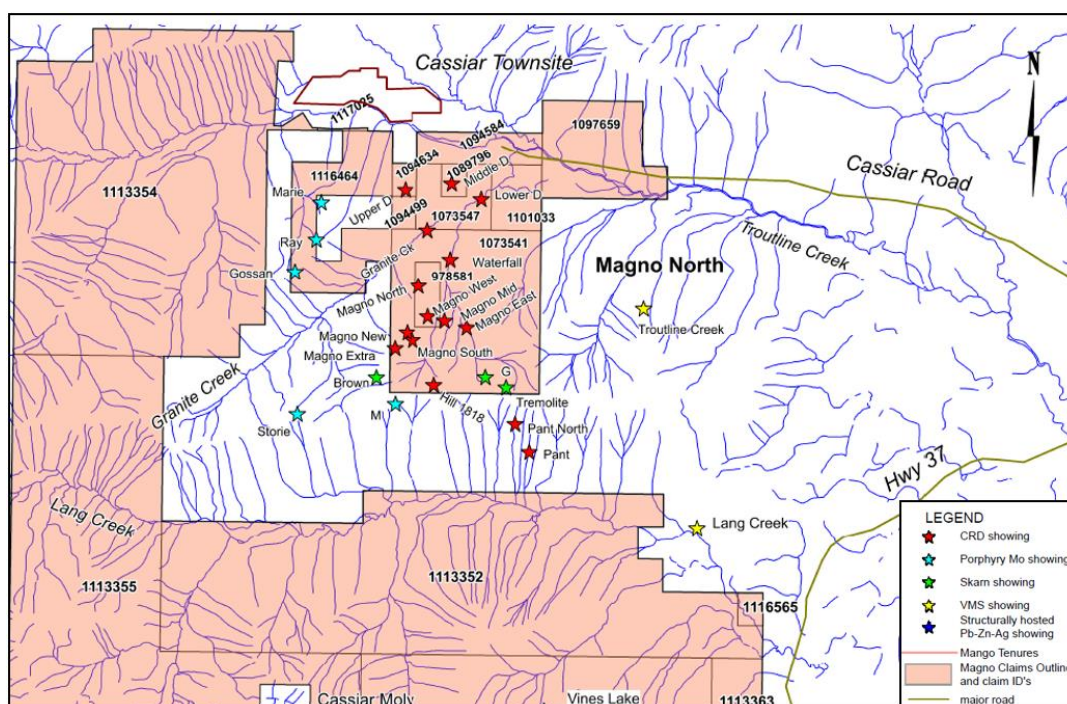 Cassiar Townsite
N
1117025
1094584
1097659
Cassiar Road
1113354
1116464
1094634
1089796
Middle D
Marie
Upper D
Lower D
1094499
1073547
1101033
Ray
Granite Ck
1073541
Troutline Creek
Gossan
Waterfall
Magno North
978581
Magno North
Magno West
Magno Mid
Magno East
Troutline Creek
Magno New
Magno Extra
Magno South
Granite Creek
Brown
G
Hill 1818
Tremolite
MI
Storie
Pant North
Pant
Hwy 37
Lang Creek
Lang Creek
1113355
1113352
1116565
1113363
Cassiar Moly
Vines Lake
LEGEND
CRD showing
Porphyry Mo showing
Skarn showing
VMS showing
Structurally hosted
Pb-Zn-Ag showing
Mango Tenures
Magno Claims Outline
and claim ID's
major road